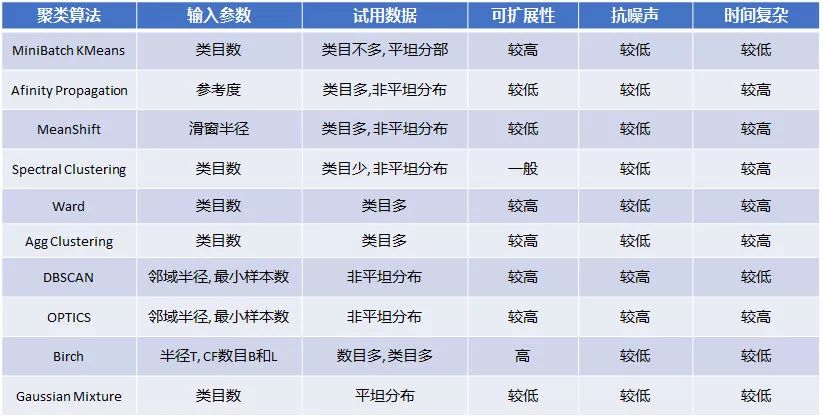 聚类算法 输入参数 试用数据 可扩展性 抗噪声 时间复杂
MiniBatch KMeans 类目数 类目不多, 平坦分部 较高 较低 较低
Afinity Propagation 参考度 类目多,非平坦分布 较低 较低 较高
MeanShift 滑窗半径 类目多, 非平坦分布 较低 较低 较高
Spectral Clustering 类目数 类目少, 非平坦分布 一般 较低 较高
Ward 类目数 类目多 较高 较低 较高
Agg Clustering 类目数 类目多 较高 较低 较高
DBSCAN 邻域半径, 最小样本数 非平坦分布 较高 较高 较低
OPTICS 邻域半径, 最小样本数 非平坦分布 较高 较高 较高
Birch 半径T, CF数目B和L 数目多, 类目多 高 较低 较低
Gaussian Mixture 类目数 平坦分布 较低 较低 较低